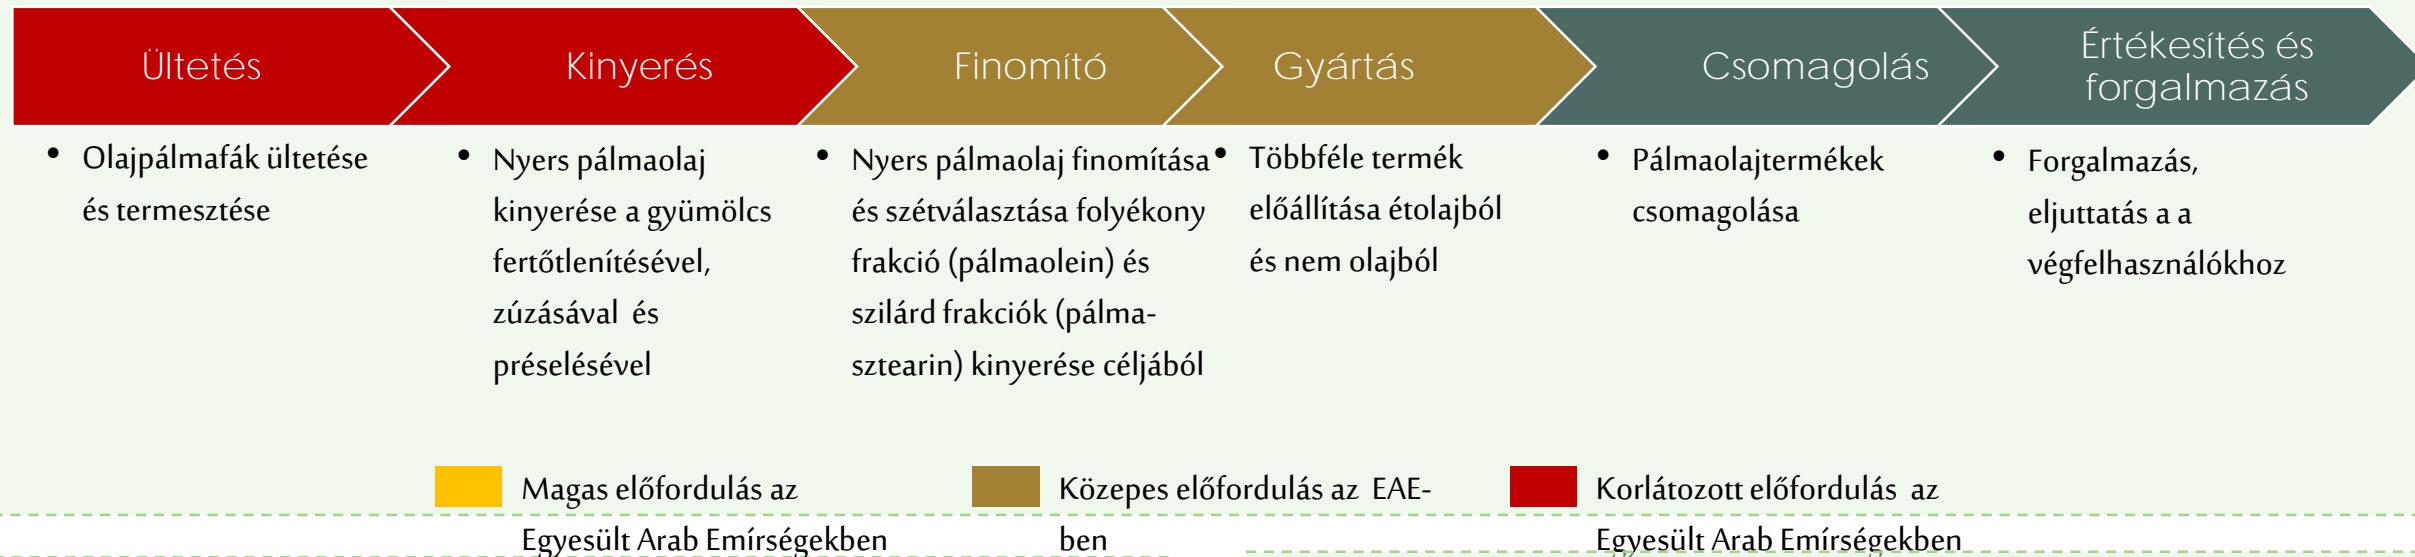 Ültetés
Kinyerés
Finomító
Gyártás
Csomagolás
Értékesítés és
forgalmazás
• Olajpálmafák ültetése
és termesztése
• Nyers pálmaolaj
kinyerése a gyümölcs
fertőtlenítésével,
zúzásával és
préselésével
• Nyers pálmaolaj finomítása
és szétválasztása folyékony
frakció (pálmaolein) és
szilárd frakciók (pálma-
sztearin) kinyerése céljából
• Többféle termék
előállítása étolajból
és nem olajból
• Pálmaolajtermékek
csomagolása
• Forgalmazás,
eljuttatás a a
végfelhasználókhoz
Magas előfordulás az
Egyesült Arab Emírségekben
Közepes előfordulás az EAE-
ben
Korlátozott előfordulás az
Egyesült Arab Emírségekben